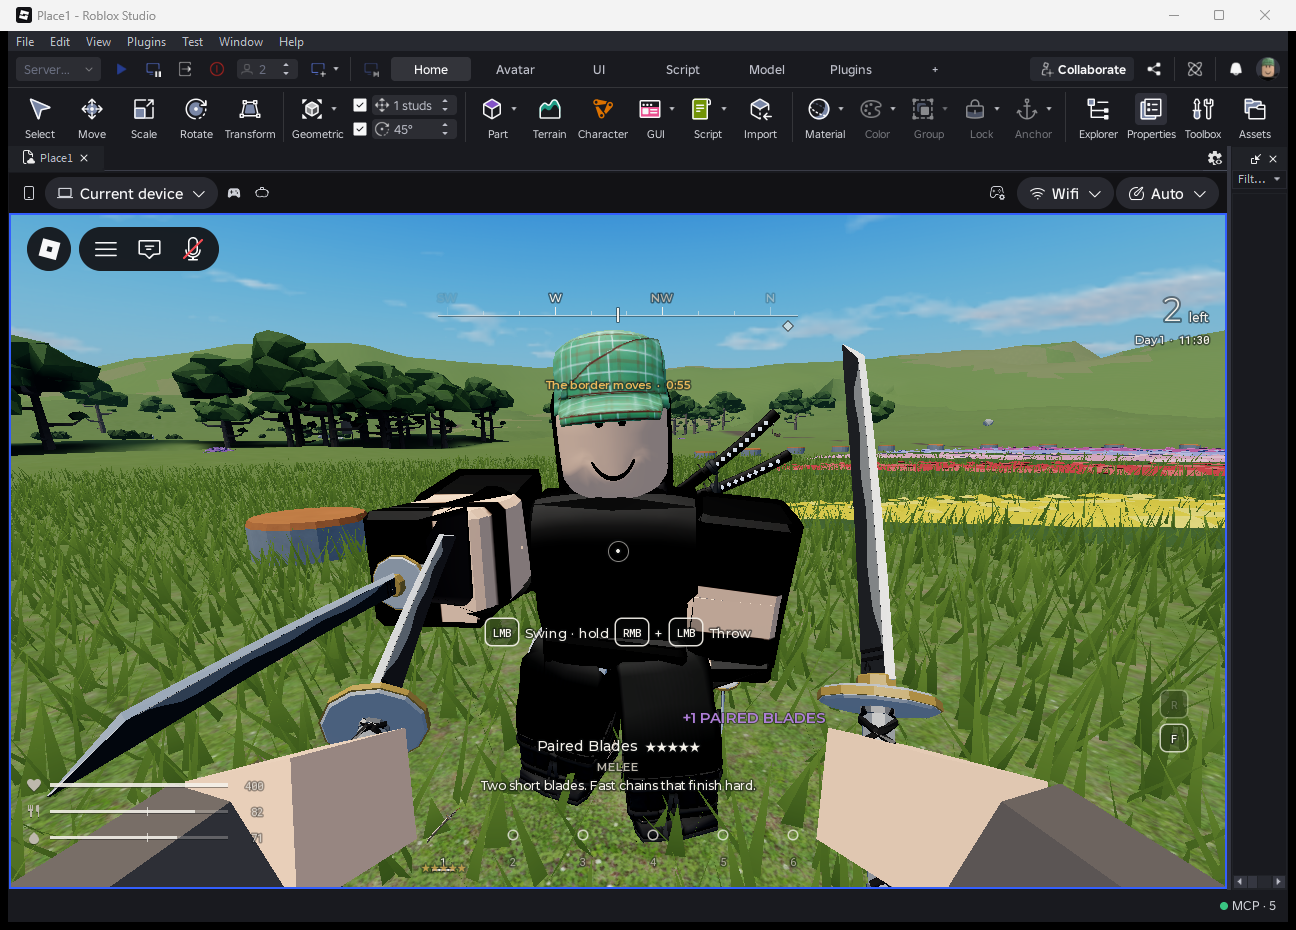 Place1 - Roblox Studio
File Edit View Plugins Test Window Help
Server... 2 Home Avatar UI Script Model Plugins + Collaborate
1 studs
45°
Select Move Scale Rotate Transform Geometric Part Terrain Character GUI Script Import Material Color Group Lock Anchor Explorer Properties Toolbox Assets
Place1
Filt...
Current device Wifi Auto
SW W NW N
2 left
Day1 · 11:30
The border moves · 0:55
LMB Swing · hold RMB + LMB Throw
+1 PAIRED BLADES
R
F
Paired Blades ★★★★★
MELEE
Two short blades. Fast chains that finish hard.
82
71
1 2 3 4 5 6
★★★★★
MCP · 5